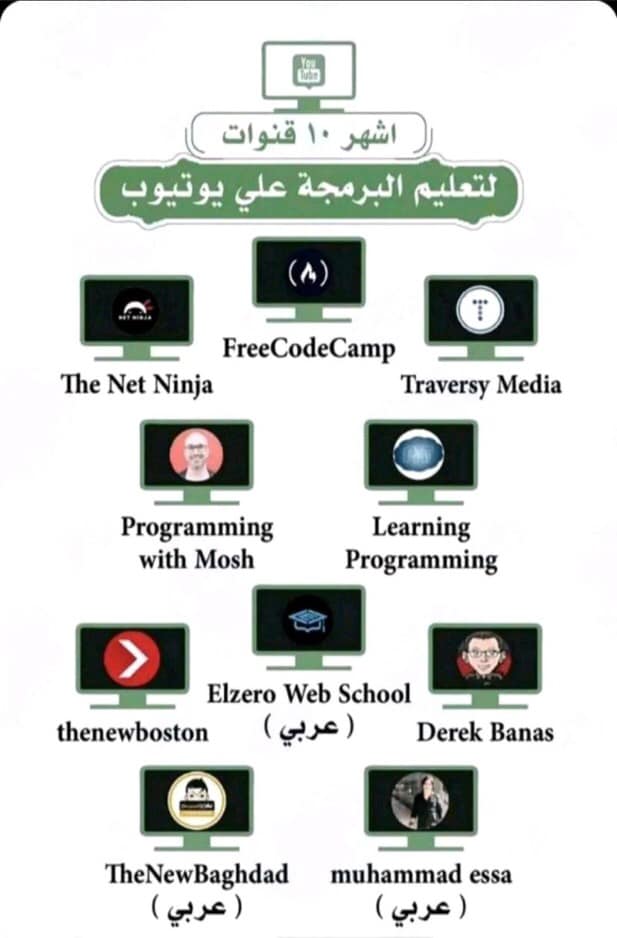 You
Tube
اشهر ١٠ قنوات
لتعليم البرمجة علي يوتيوب
NET NINJA
FreeCodeCamp
The Net Ninja
Traversy Media
Programming
with Mosh
Learning
Programming
Elzero Web School
(عربي)
thenewboston
Derek Banas
TheNewBaghdad
(عربي)
muhammad essa
(عربي)